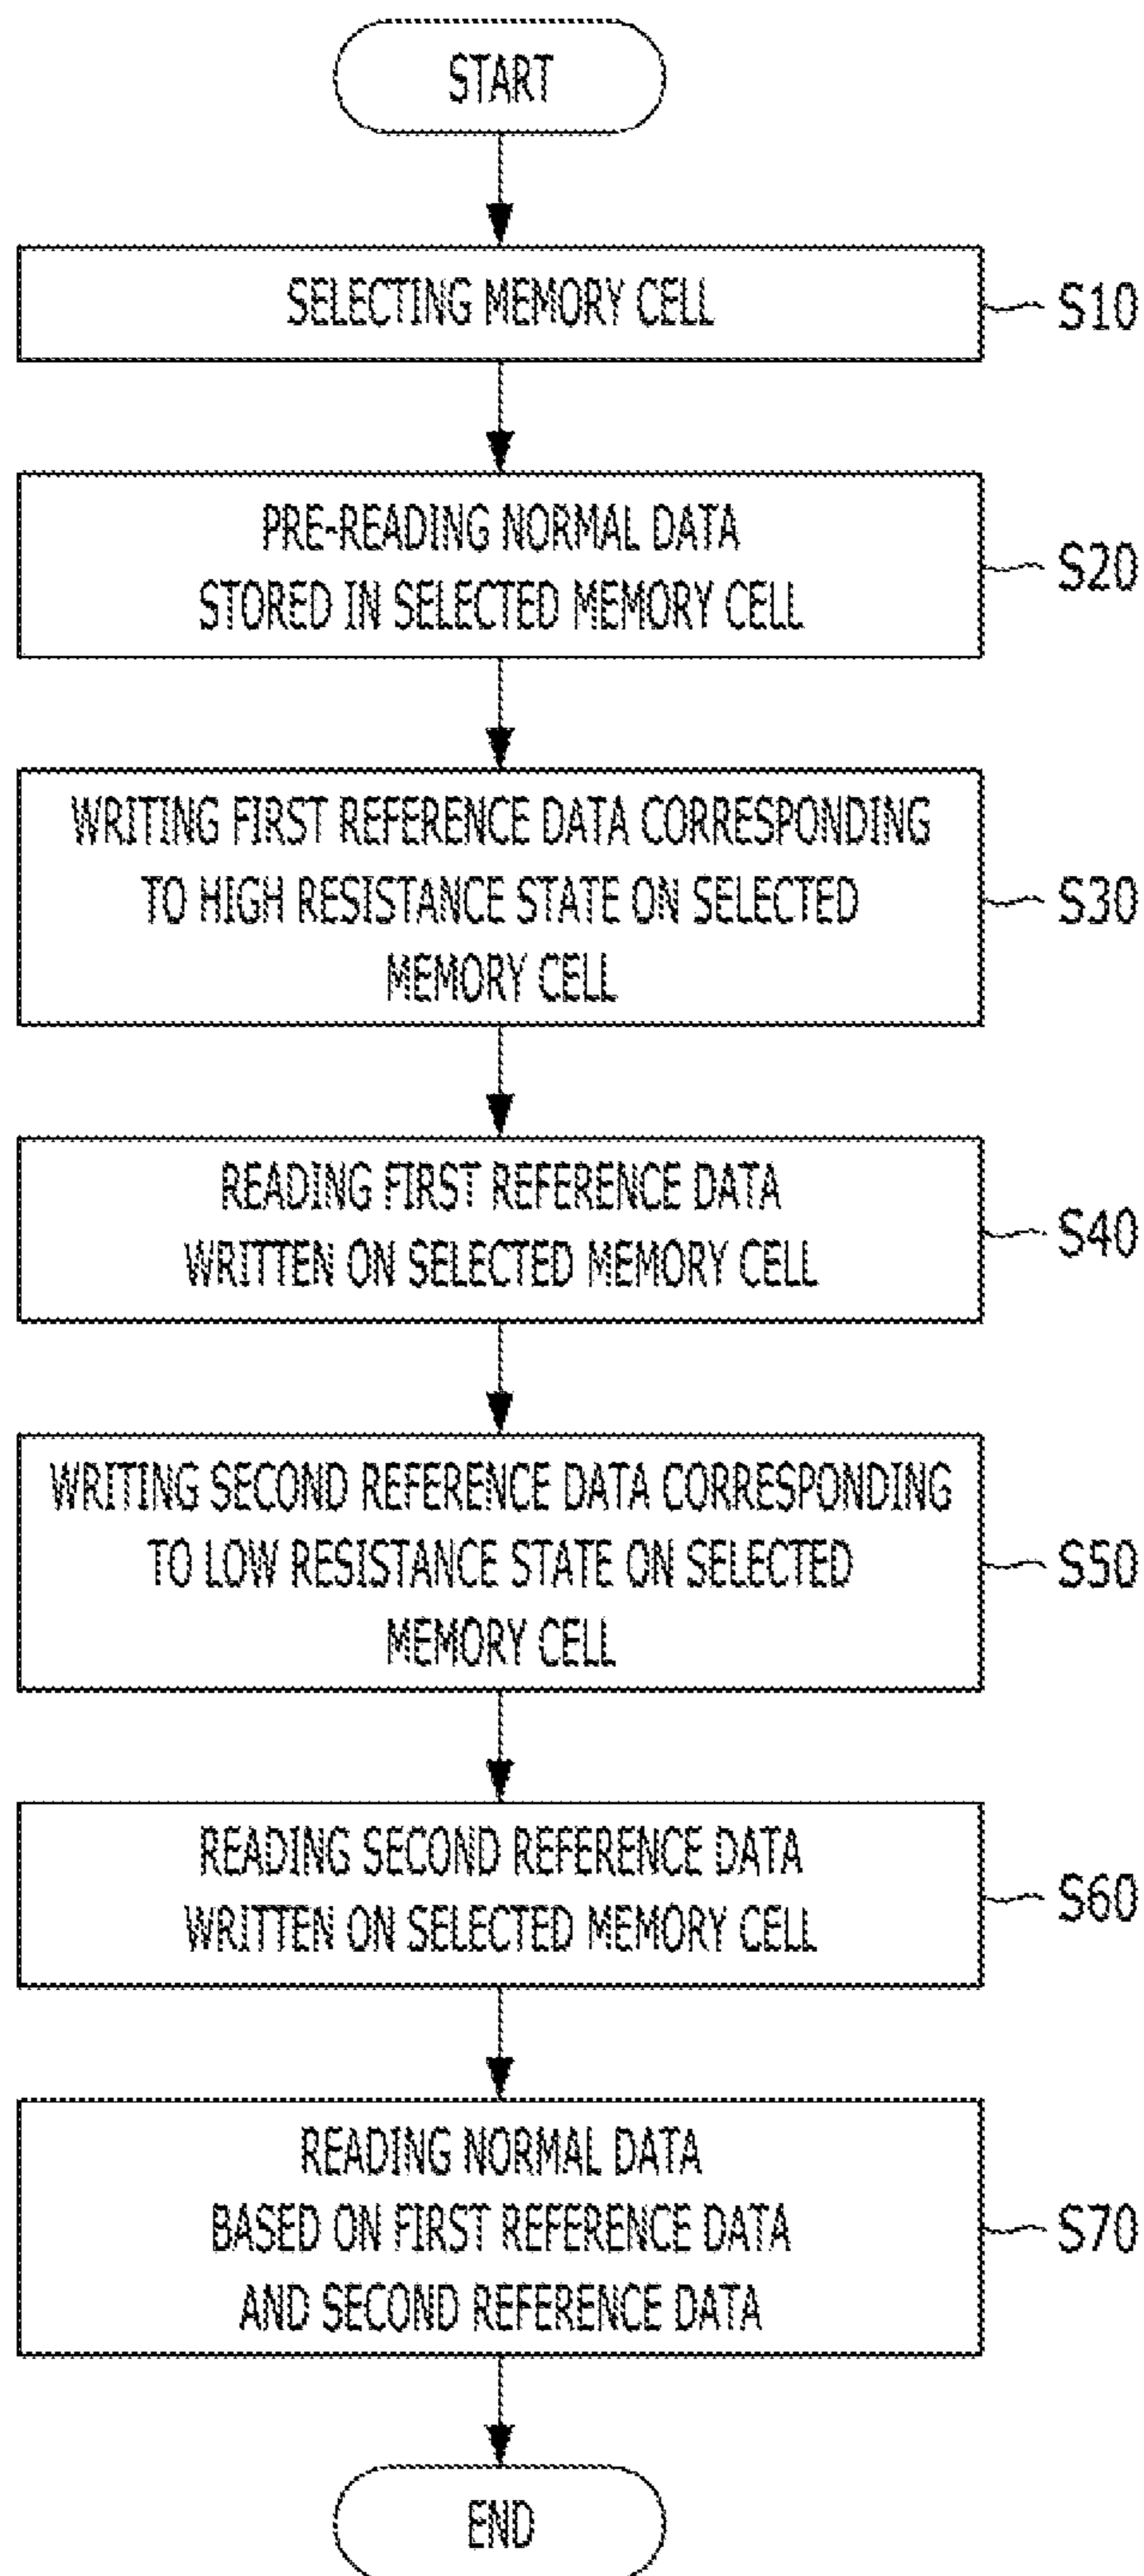 START
SELECTING MEMORY CELL
S10
PRE-READING NORMAL DATA
STORED IN SELECTED MEMORY CELL
S20
WRITING FIRST REFERENCE DATA CORRESPONDING
TO HIGH RESISTANCE STATE ON SELECTED
MEMORY CELL
S30
READING FIRST REFERENCE DATA
WRITTEN ON SELECTED MEMORY CELL
S40
WRITING SECOND REFERENCE DATA CORRESPONDING
TO LOW RESISTANCE STATE ON SELECTED
MEMORY CELL
S50
READING SECOND REFERENCE DATA
WRITTEN ON SELECTED MEMORY CELL
S60
READING NORMAL DATA
BASED ON FIRST REFERENCE DATA
AND SECOND REFERENCE DATA
S70
END